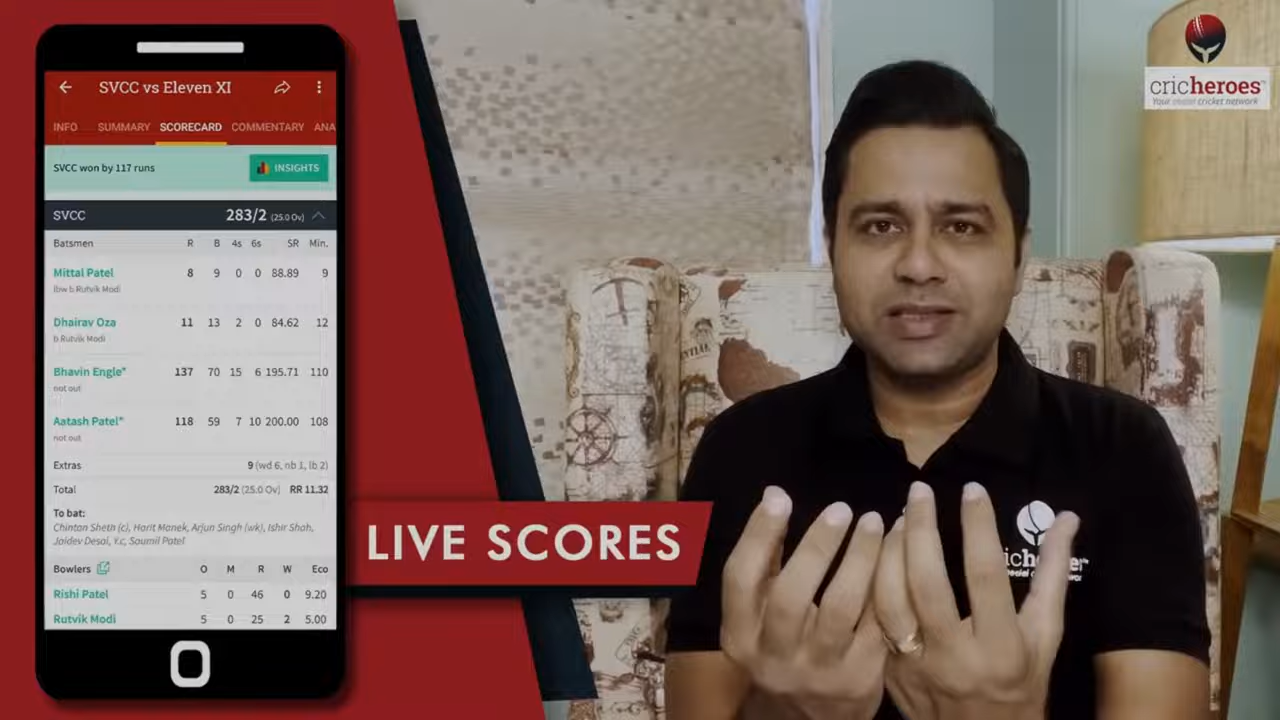 SVCC vs Eleven XI
INFO SUMMARY SCORECARD COMMENTARY ANA
SVCC won by 117 runs INSIGHTS
SVCC 283/2 (25.0 Ov)
Batsmen R B 4s 6s SR Min.
Mittal Patel 8 9 0 0 88.89 9
lbw b Rutvik Modi
Dhairav Oza 11 13 2 0 84.62 12
b Rutvik Modi
Bhavin Engle* 137 70 15 6 195.71 110
not out
Aatash Patel* 118 59 7 10 200.00 108
not out
Extras 9 (wd 6, nb 1, lb 2)
Total 283/2 (25.0 Ov) RR 11.32
To bat:
Chintan Sheth (c), Harit Manek, Arjun Singh (wk), Ishir Shah,
Jaidev Desai, Y.c, Saumil Patel
Bowlers O M R W Eco
Rishi Patel 5 0 46 0 9.20
Rutvik Modi 5 0 25 2 5.00
LIVE SCORES
cricheroes™
Your social cricket network